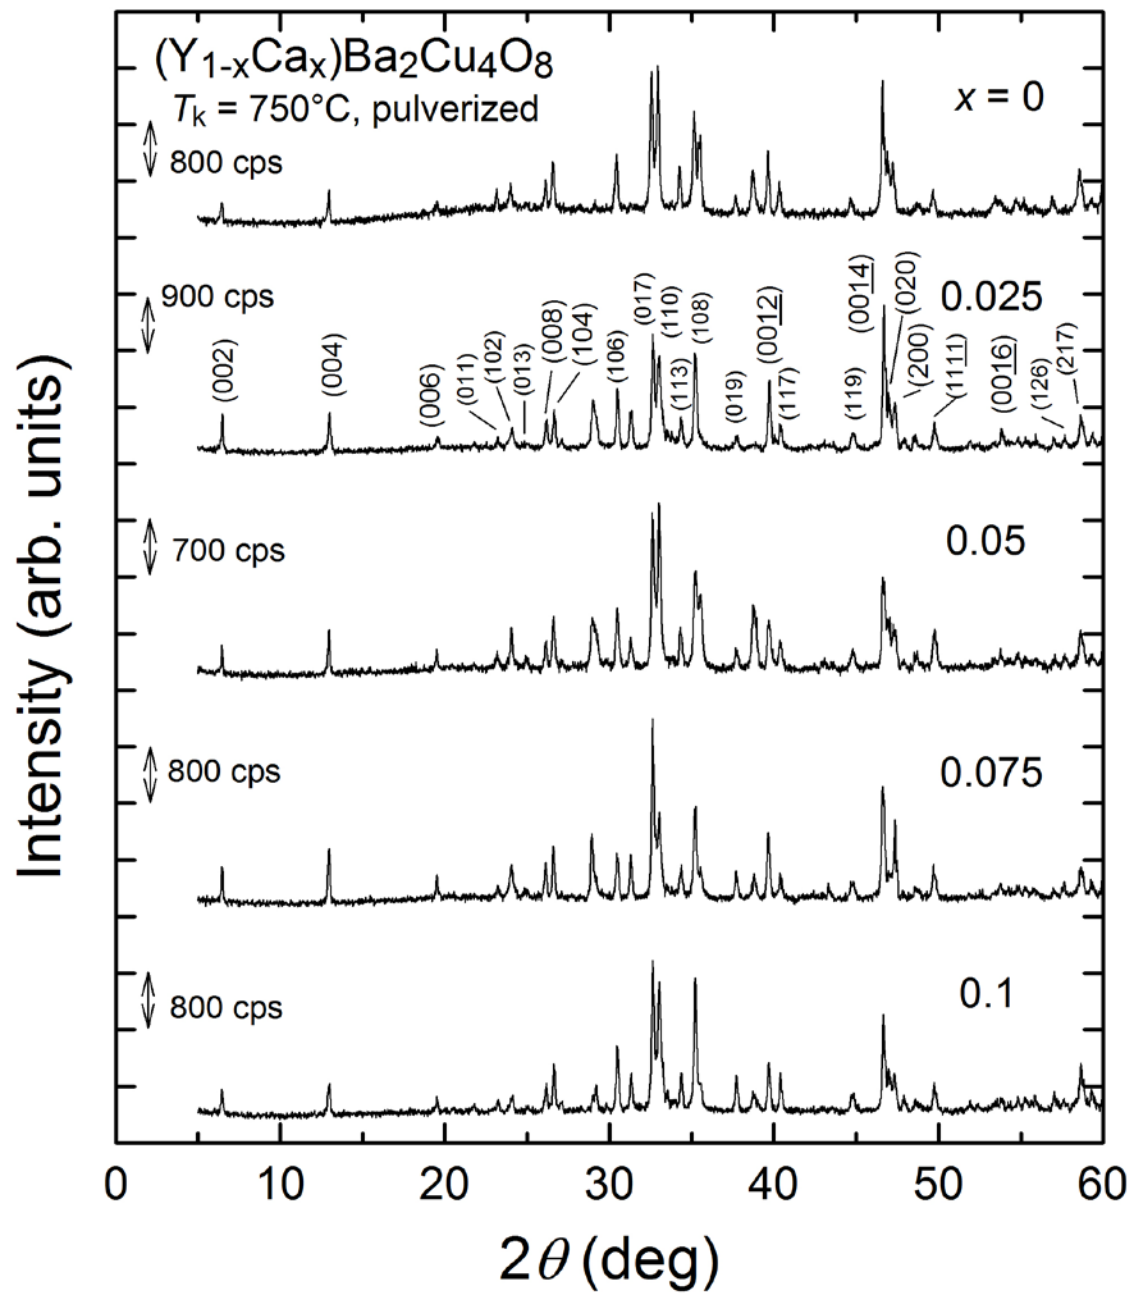 (Y1-xCax)Ba2Cu4O8
Tk = 750°C, pulverized
x = 0
800 cps
900 cps
0.025
(002)
(004)
(006)
(011)
(102)
(013)
(008)
(104)
(106)
(017)
(110)
(113)
(108)
(019)
(0012)
(117)
(119)
(0014)
(020)
(200)
(1111)
(0016)
(126)
(217)
700 cps
0.05
800 cps
0.075
800 cps
0.1
0 10 20 30 40 50 60
2θ (deg)
Intensity (arb. units)